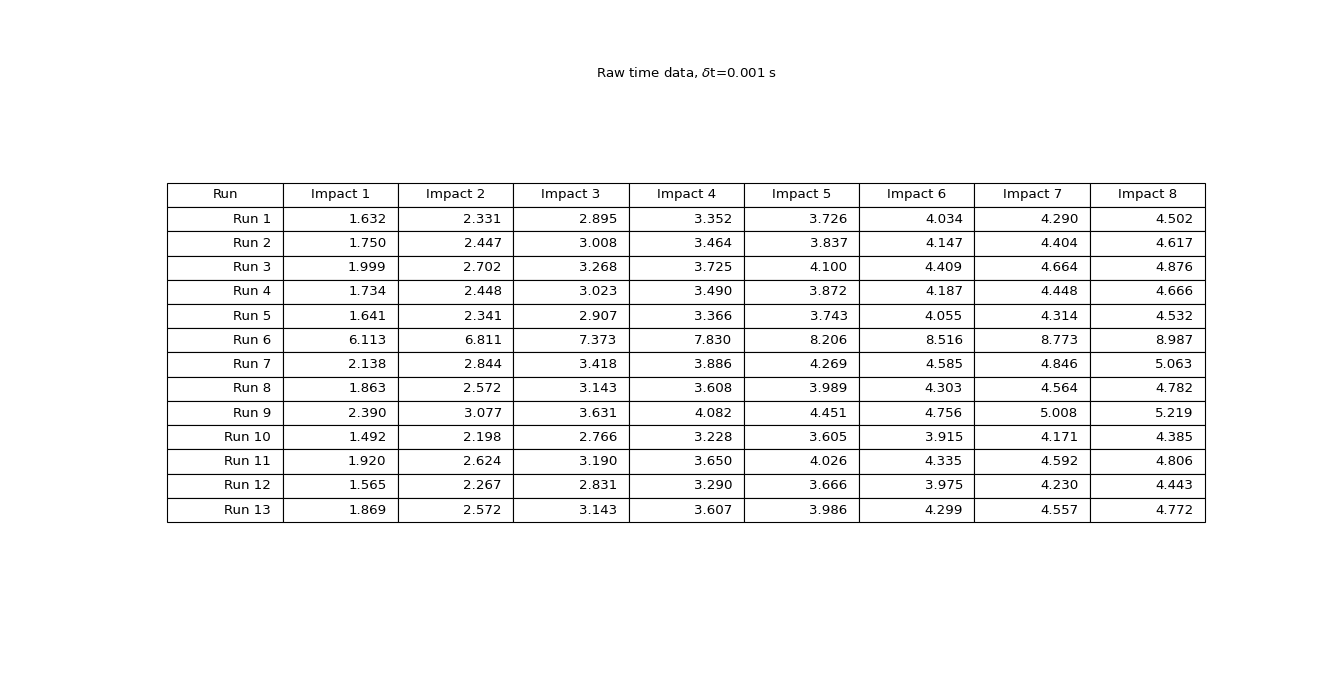 Raw time data, δt=0.001 s
Run Impact 1 Impact 2 Impact 3 Impact 4 Impact 5 Impact 6 Impact 7 Impact 8
Run 1 1.632 2.331 2.895 3.352 3.726 4.034 4.290 4.502
Run 2 1.750 2.447 3.008 3.464 3.837 4.147 4.404 4.617
Run 3 1.999 2.702 3.268 3.725 4.100 4.409 4.664 4.876
Run 4 1.734 2.448 3.023 3.490 3.872 4.187 4.448 4.666
Run 5 1.641 2.341 2.907 3.366 3.743 4.055 4.314 4.532
Run 6 6.113 6.811 7.373 7.830 8.206 8.516 8.773 8.987
Run 7 2.138 2.844 3.418 3.886 4.269 4.585 4.846 5.063
Run 8 1.863 2.572 3.143 3.608 3.989 4.303 4.564 4.782
Run 9 2.390 3.077 3.631 4.082 4.451 4.756 5.008 5.219
Run 10 1.492 2.198 2.766 3.228 3.605 3.915 4.171 4.385
Run 11 1.920 2.624 3.190 3.650 4.026 4.335 4.592 4.806
Run 12 1.565 2.267 2.831 3.290 3.666 3.975 4.230 4.443
Run 13 1.869 2.572 3.143 3.607 3.986 4.299 4.557 4.772